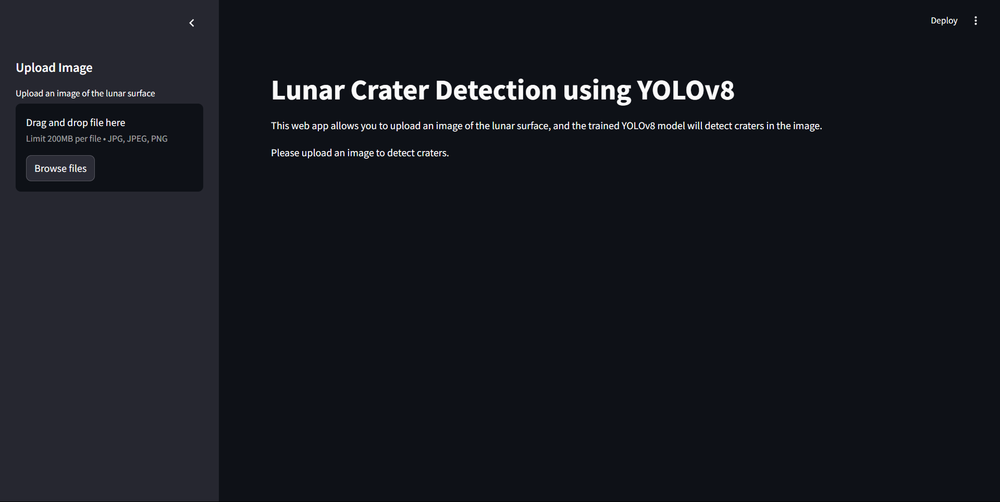 Deploy
Upload Image
Upload an image of the lunar surface
Drag and drop file here
Limit 200MB per file • JPG, JPEG, PNG
Browse files
Lunar Crater Detection using YOLOv8
This web app allows you to upload an image of the lunar surface, and the trained YOLOv8 model will detect craters in the image.
Please upload an image to detect craters.